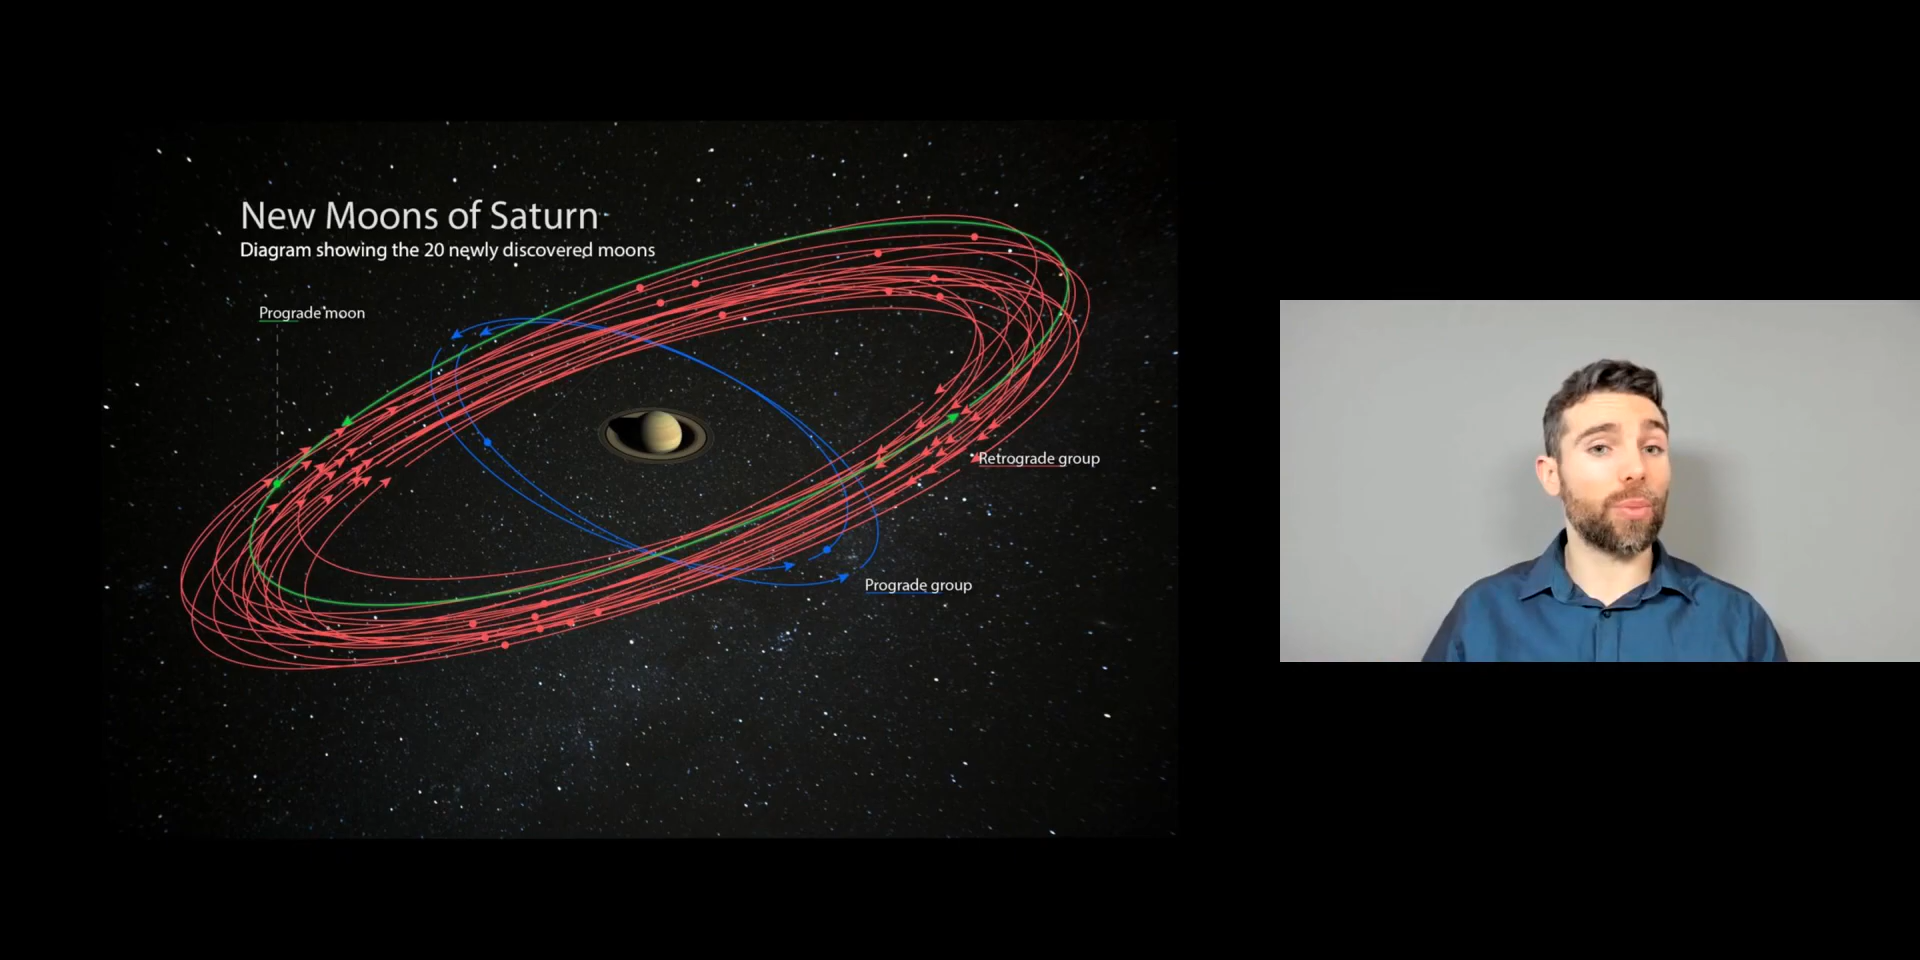 New Moons of Saturn
Diagram showing the 20 newly discovered moons
Prograde moon
Retrograde group
Prograde group